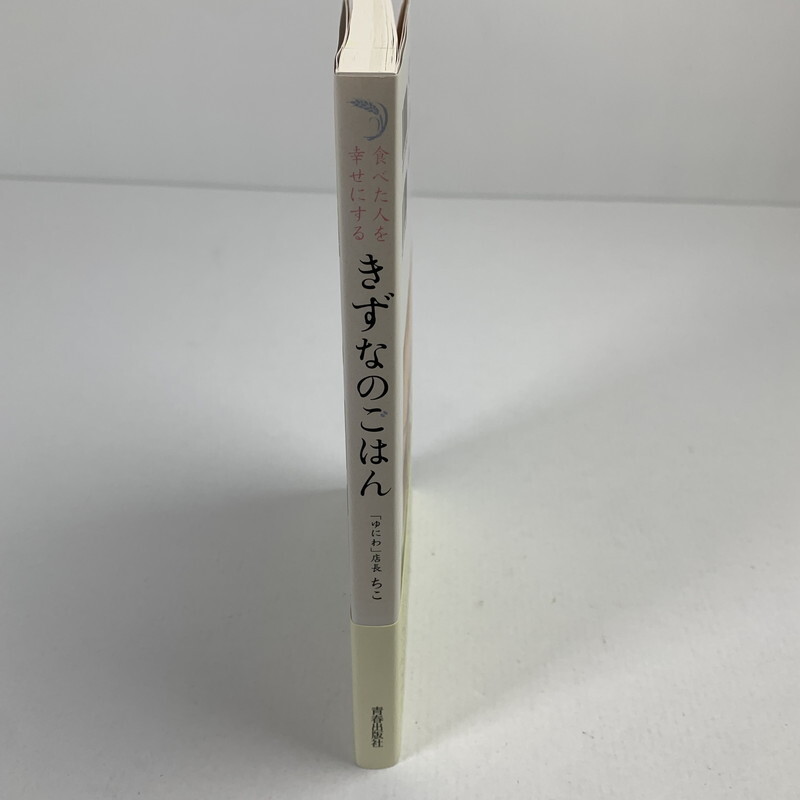 食べた人を
幸せにする
きずなのごはん
「ゆにわ」店長 ちこ
青春出版社